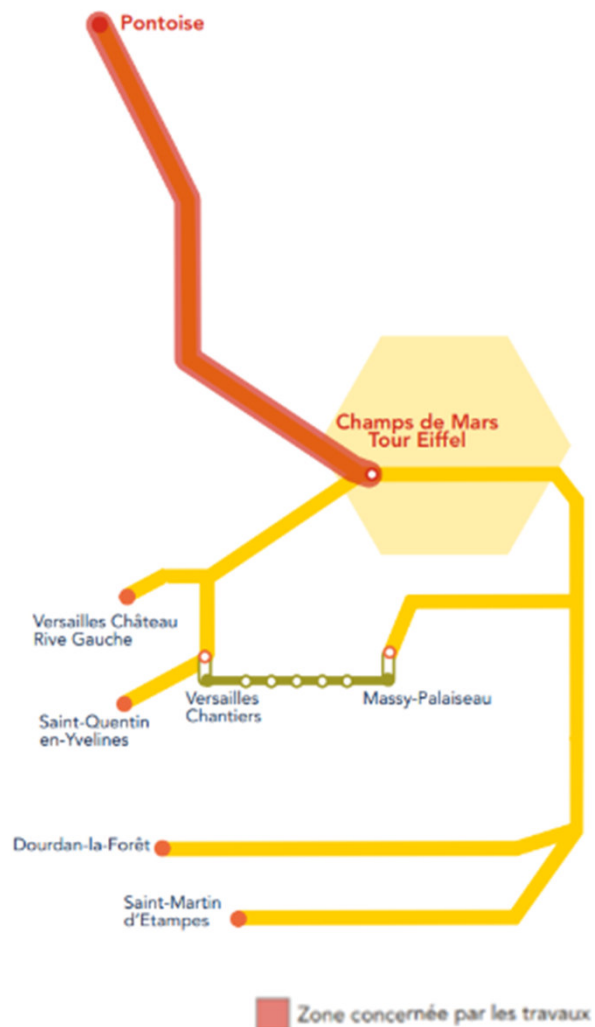 Pontoise
Champs de Mars
Tour Eiffel
Versailles Château
Rive Gauche
Versailles
Chantiers
Massy-Palaiseau
Saint-Quentin
en-Yvelines
Dourdan-la-Forêt
Saint-Martin
d'Etampes
Zone concernée par les travaux